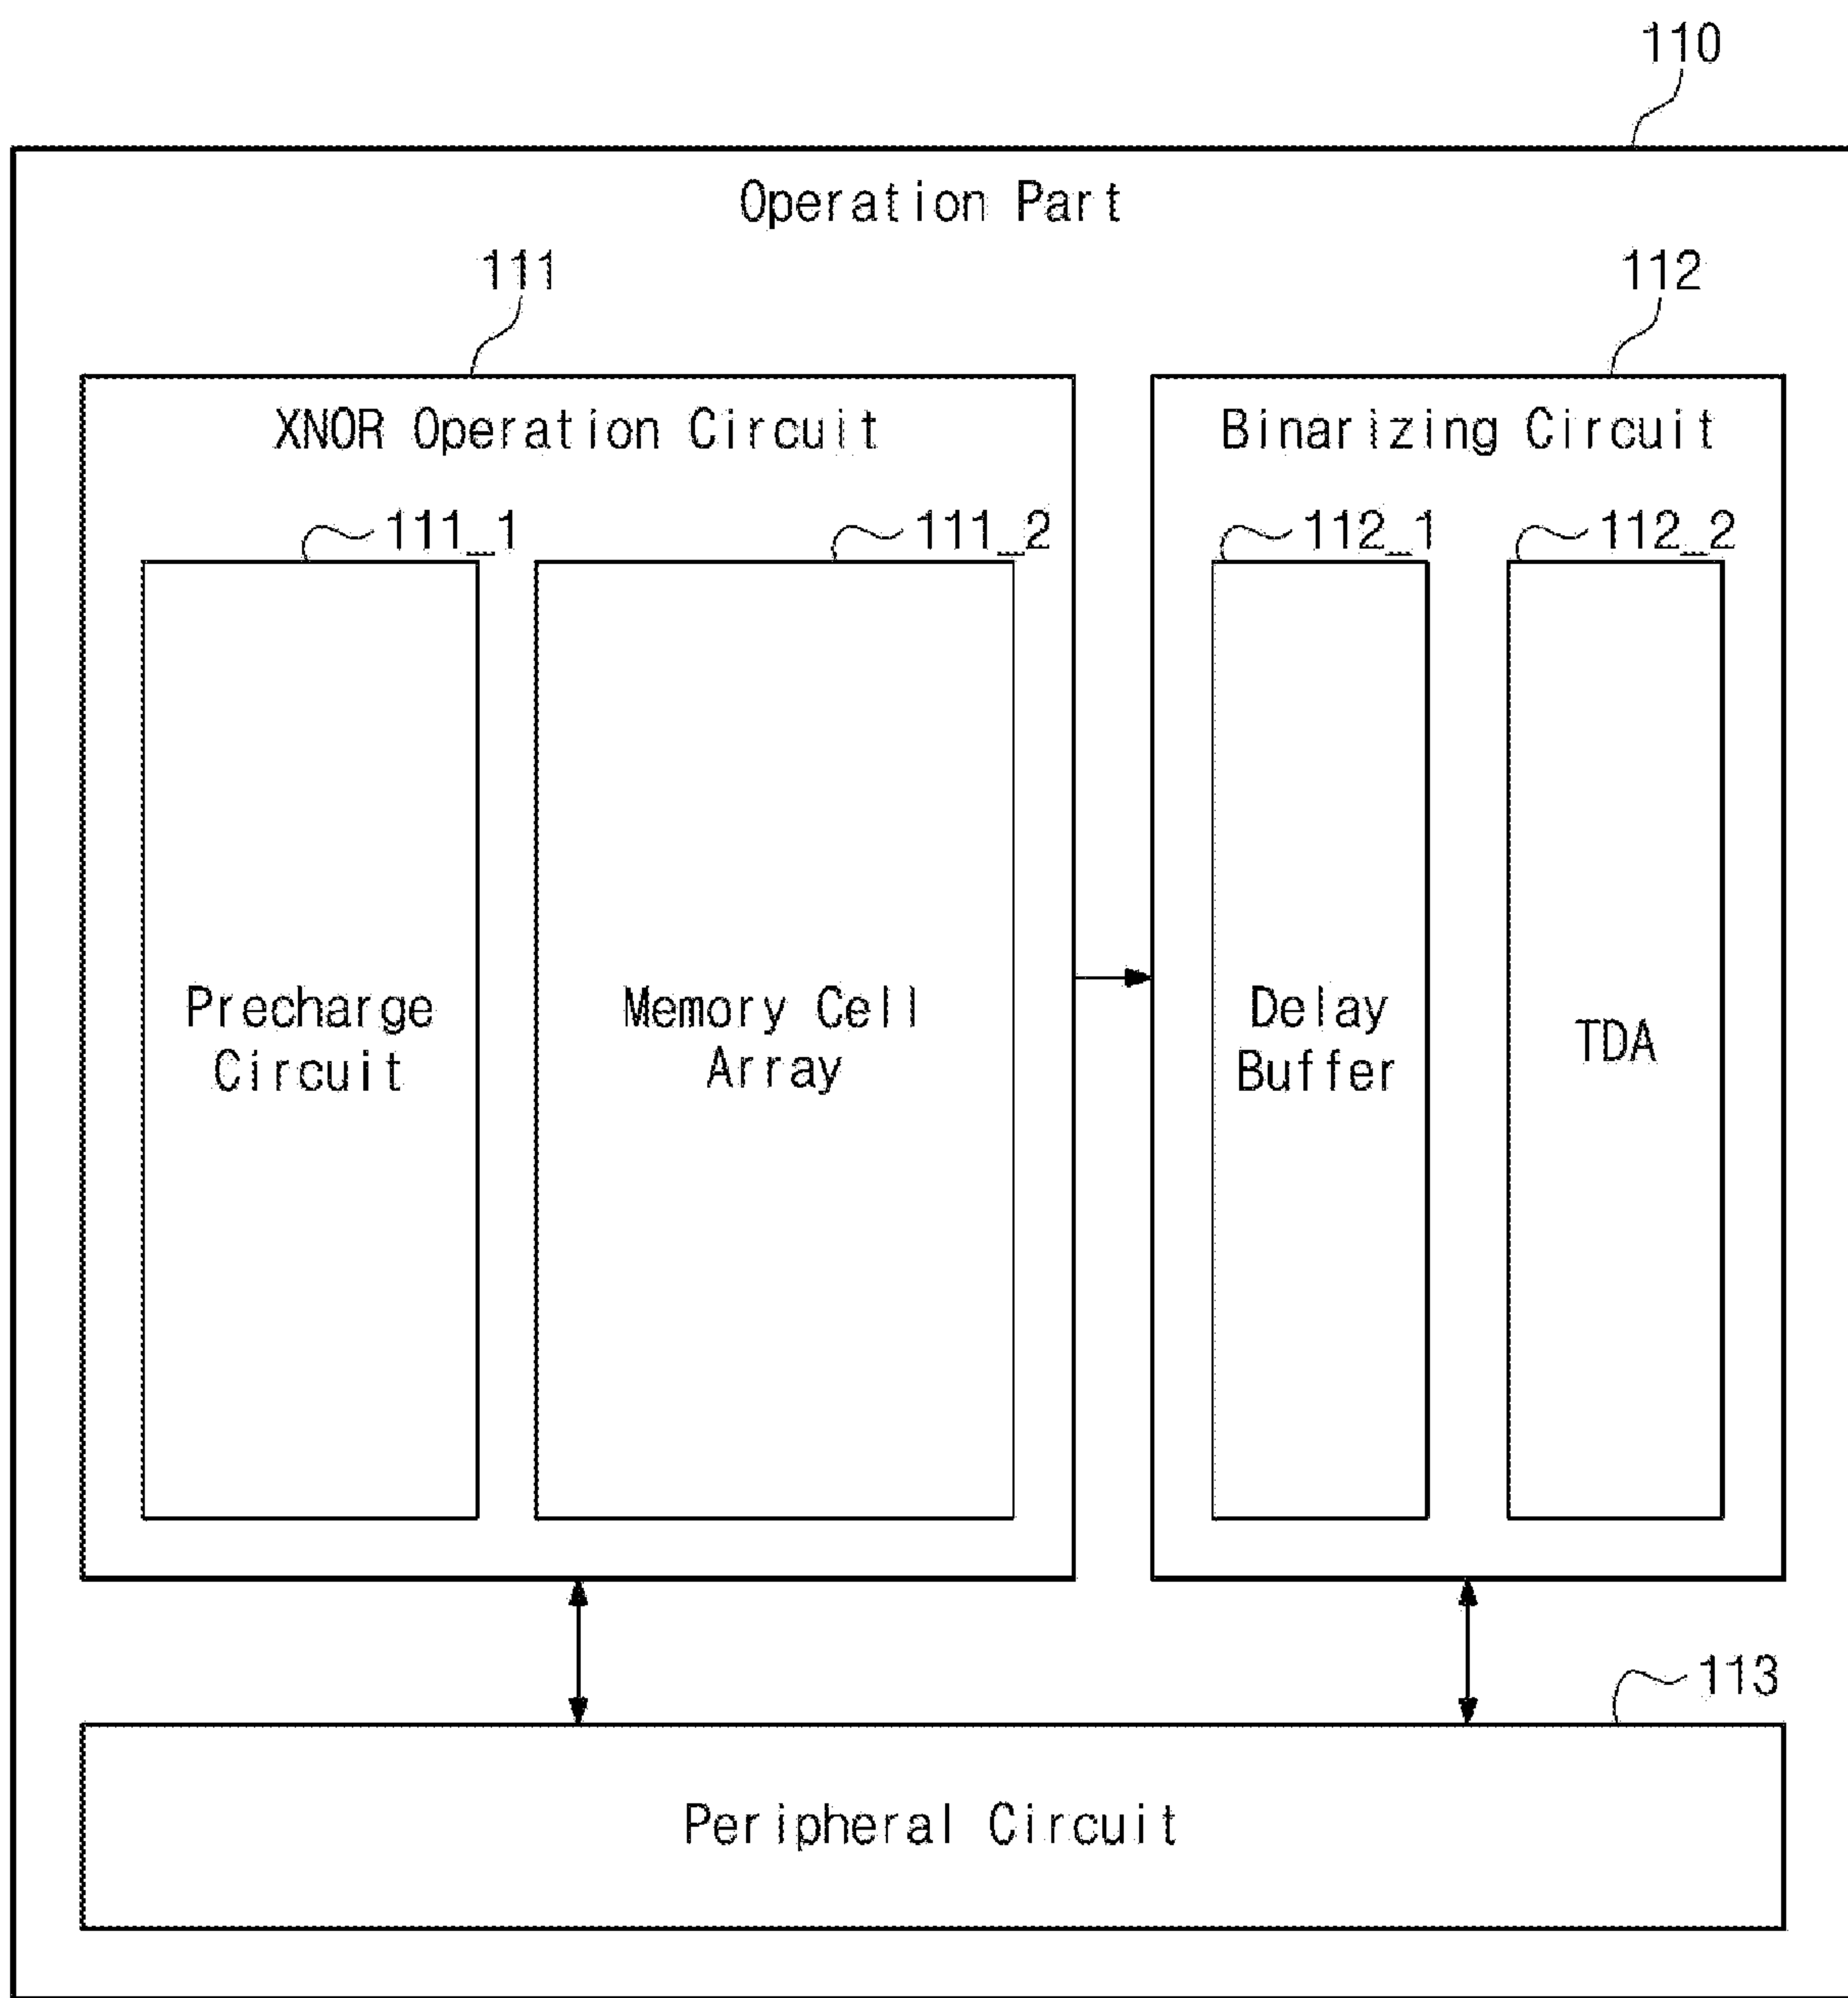 110
Operation Part
111
112
XNOR Operation Circuit
Binarizing Circuit
111_1
111_2
112_1
112_2
Precharge
Circuit
Memory Cell
Array
Delay
Buffer
TDA
113
Peripheral Circuit